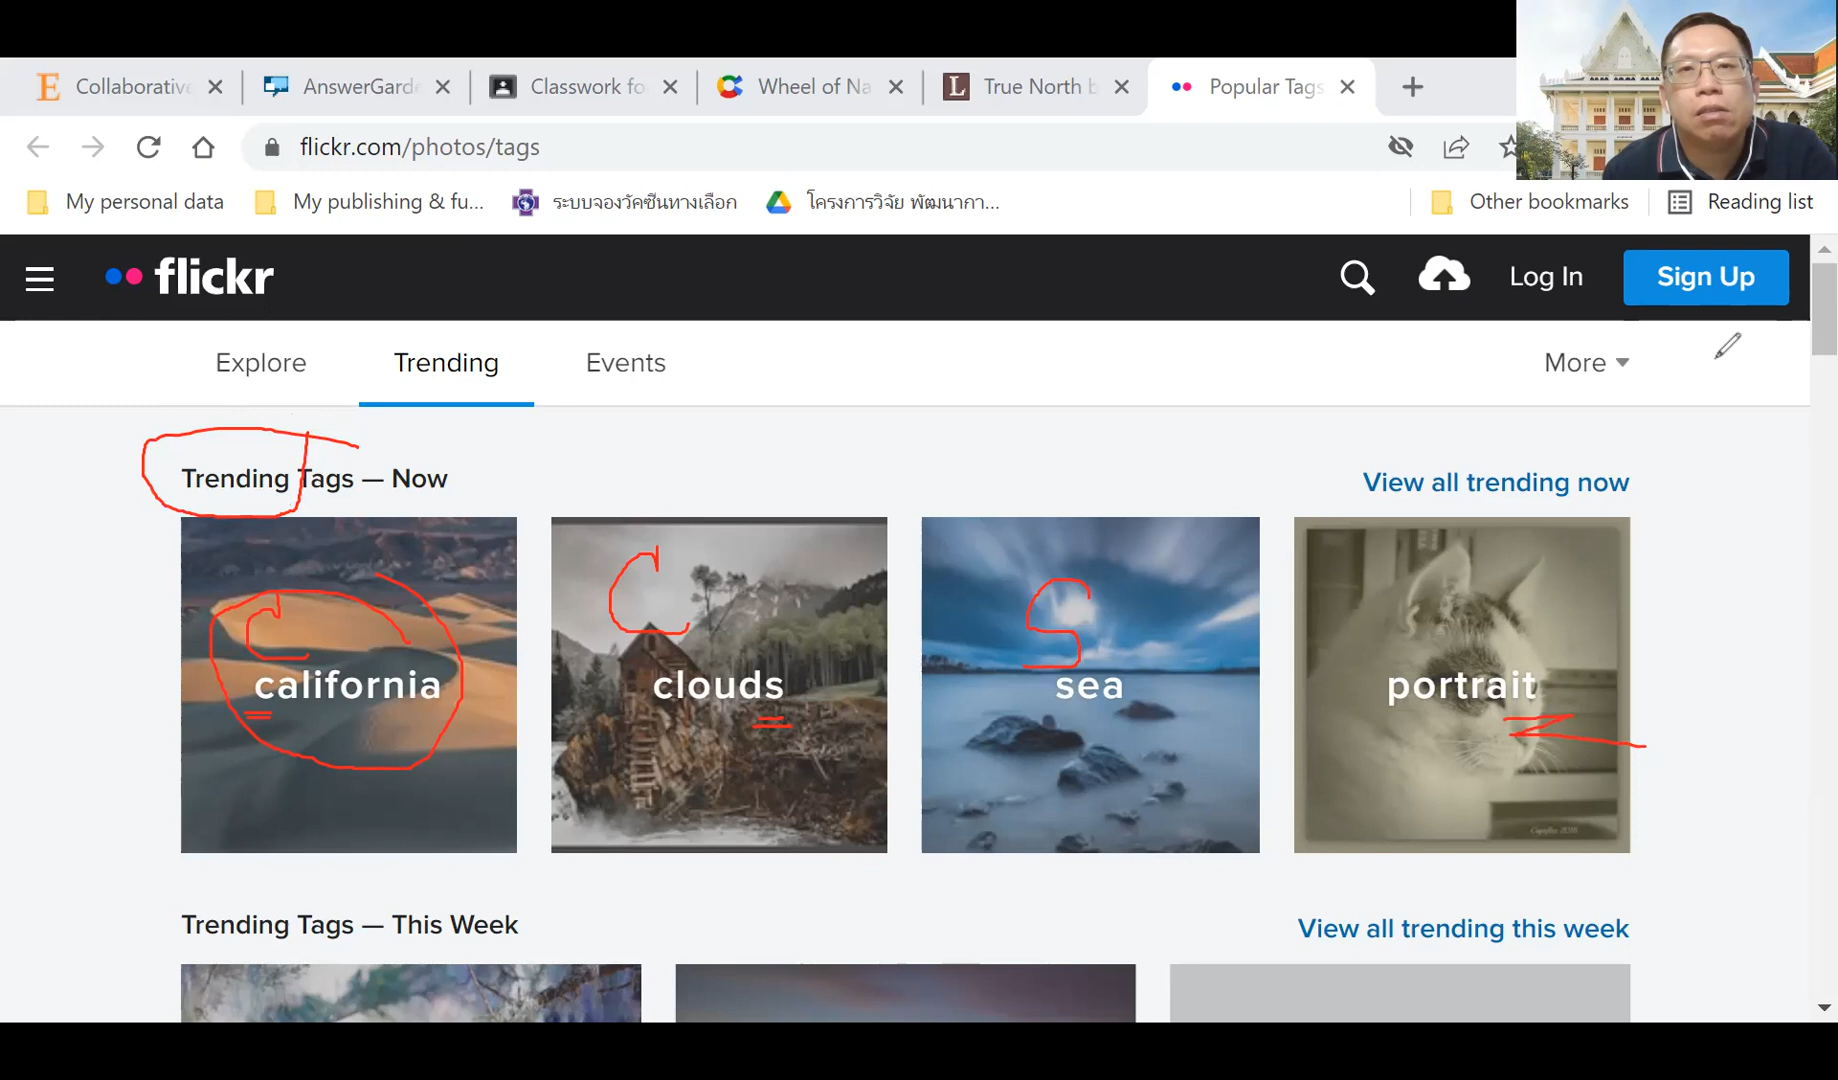 Collaborative
AnswerGarde
Classwork fo
Wheel of Na
True North b
Popular Tags
flickr.com/photos/tags
My personal data
My publishing & fu...
ระบบจองวัคซีนทางเลือก
โครงการวิจัย พัฒนากา...
Other bookmarks
Reading list
flickr
Log In
Sign Up
Explore
Trending
Events
More
Trending Tags — Now
View all trending now
C
C
S
california
clouds
sea
portrait
Trending Tags — This Week
View all trending this week